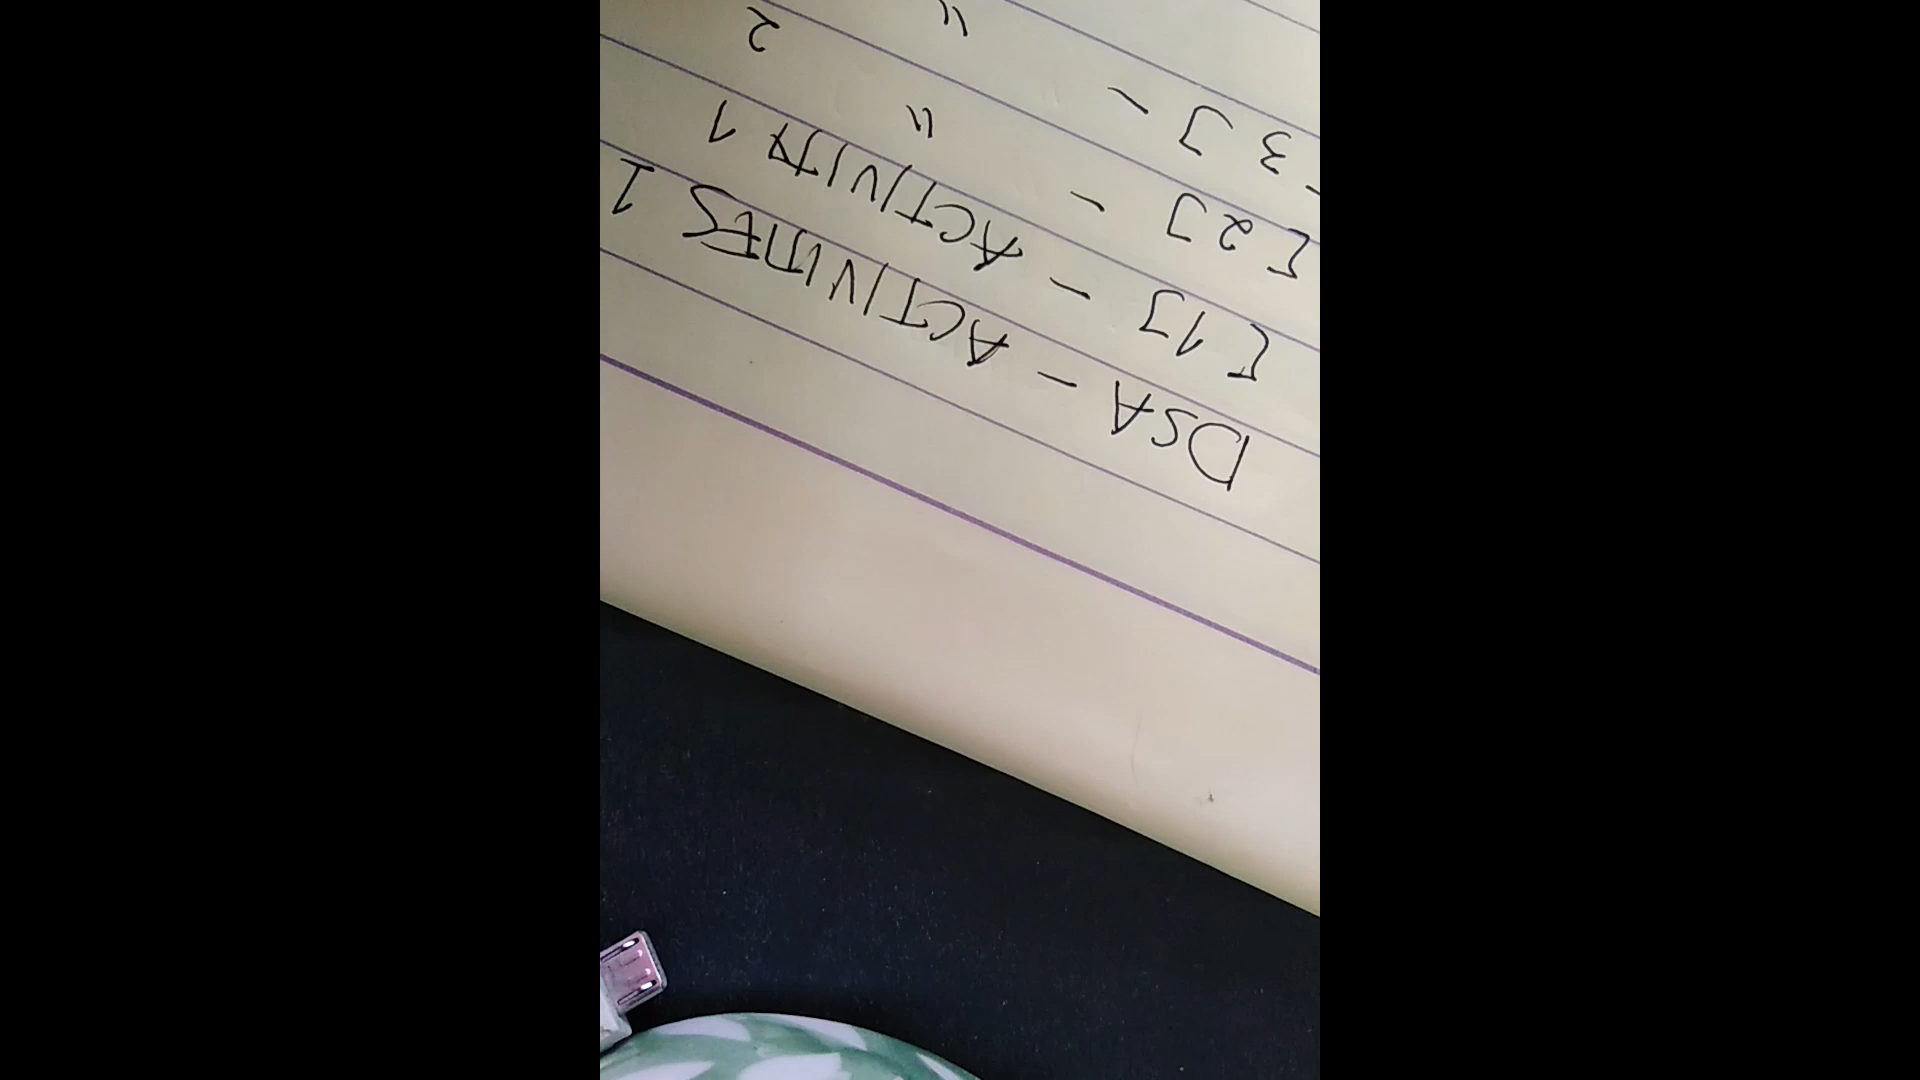 DSA - ACTIVITIES 1
[1] - ACTIVITY 1
[2] - " 2
[3] - "